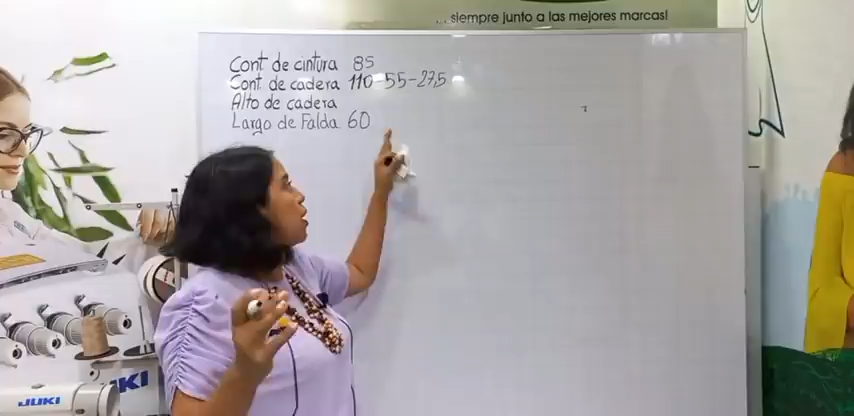 ...siempre junto a las mejores marcas!
Cont de cintura 85
Cont. de cadera 110-55-27,5
Alto de cadera
Largo de Falda 60
JUKI
JUKI